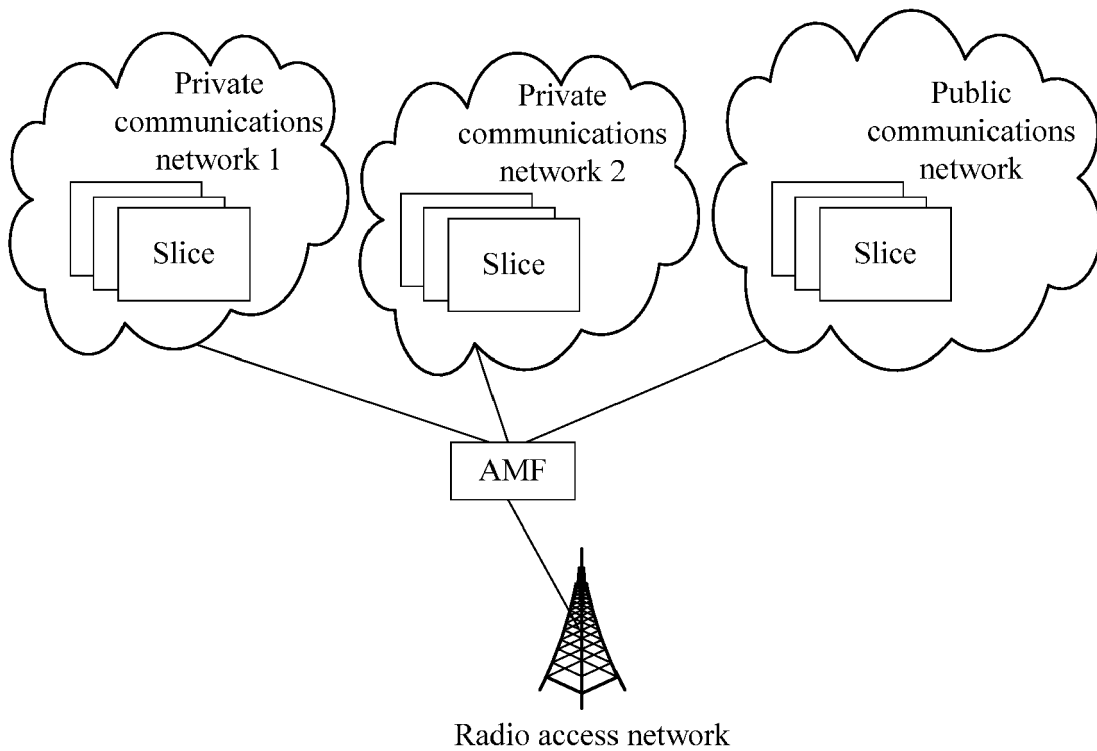 Private
communications
network 1
Slice
Private
communications
network 2
Slice
Public
communications
network
Slice
AMF
Radio access network